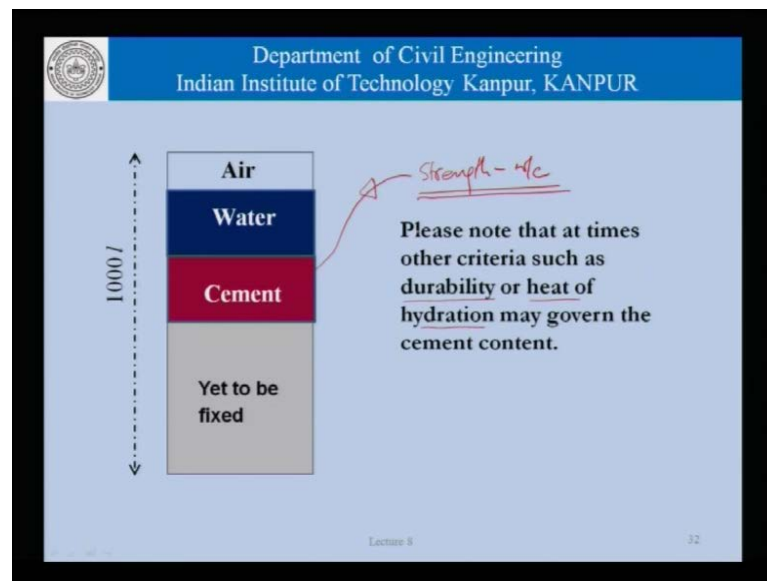 Department of Civil Engineering
Indian Institute of Technology Kanpur, KANPUR
1000 l
Air
Water
Cement
Yet to be
fixed
Strength - w/c
Please note that at times
other criteria such as
durability or heat of
hydration may govern the
cement content.
Lecture 8
32